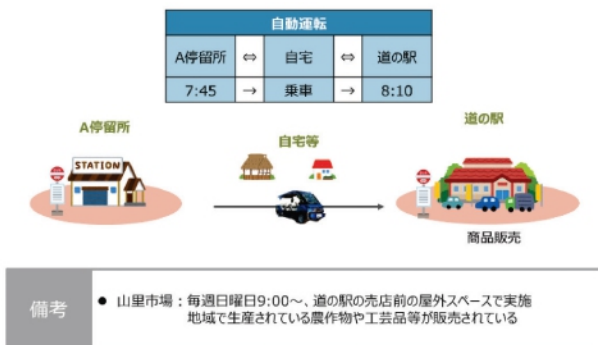 自動運転
A停留所 ⇔ 自宅 ⇔ 道の駅
7:45 → 乗車 → 8:10
A停留所
自宅等
道の駅
STATION
商品販売
備考
● 山里市場：毎週日曜日9:00～、道の駅の売店前の屋外スペースで実施
地域で生産されている農作物や工芸品等が販売されている